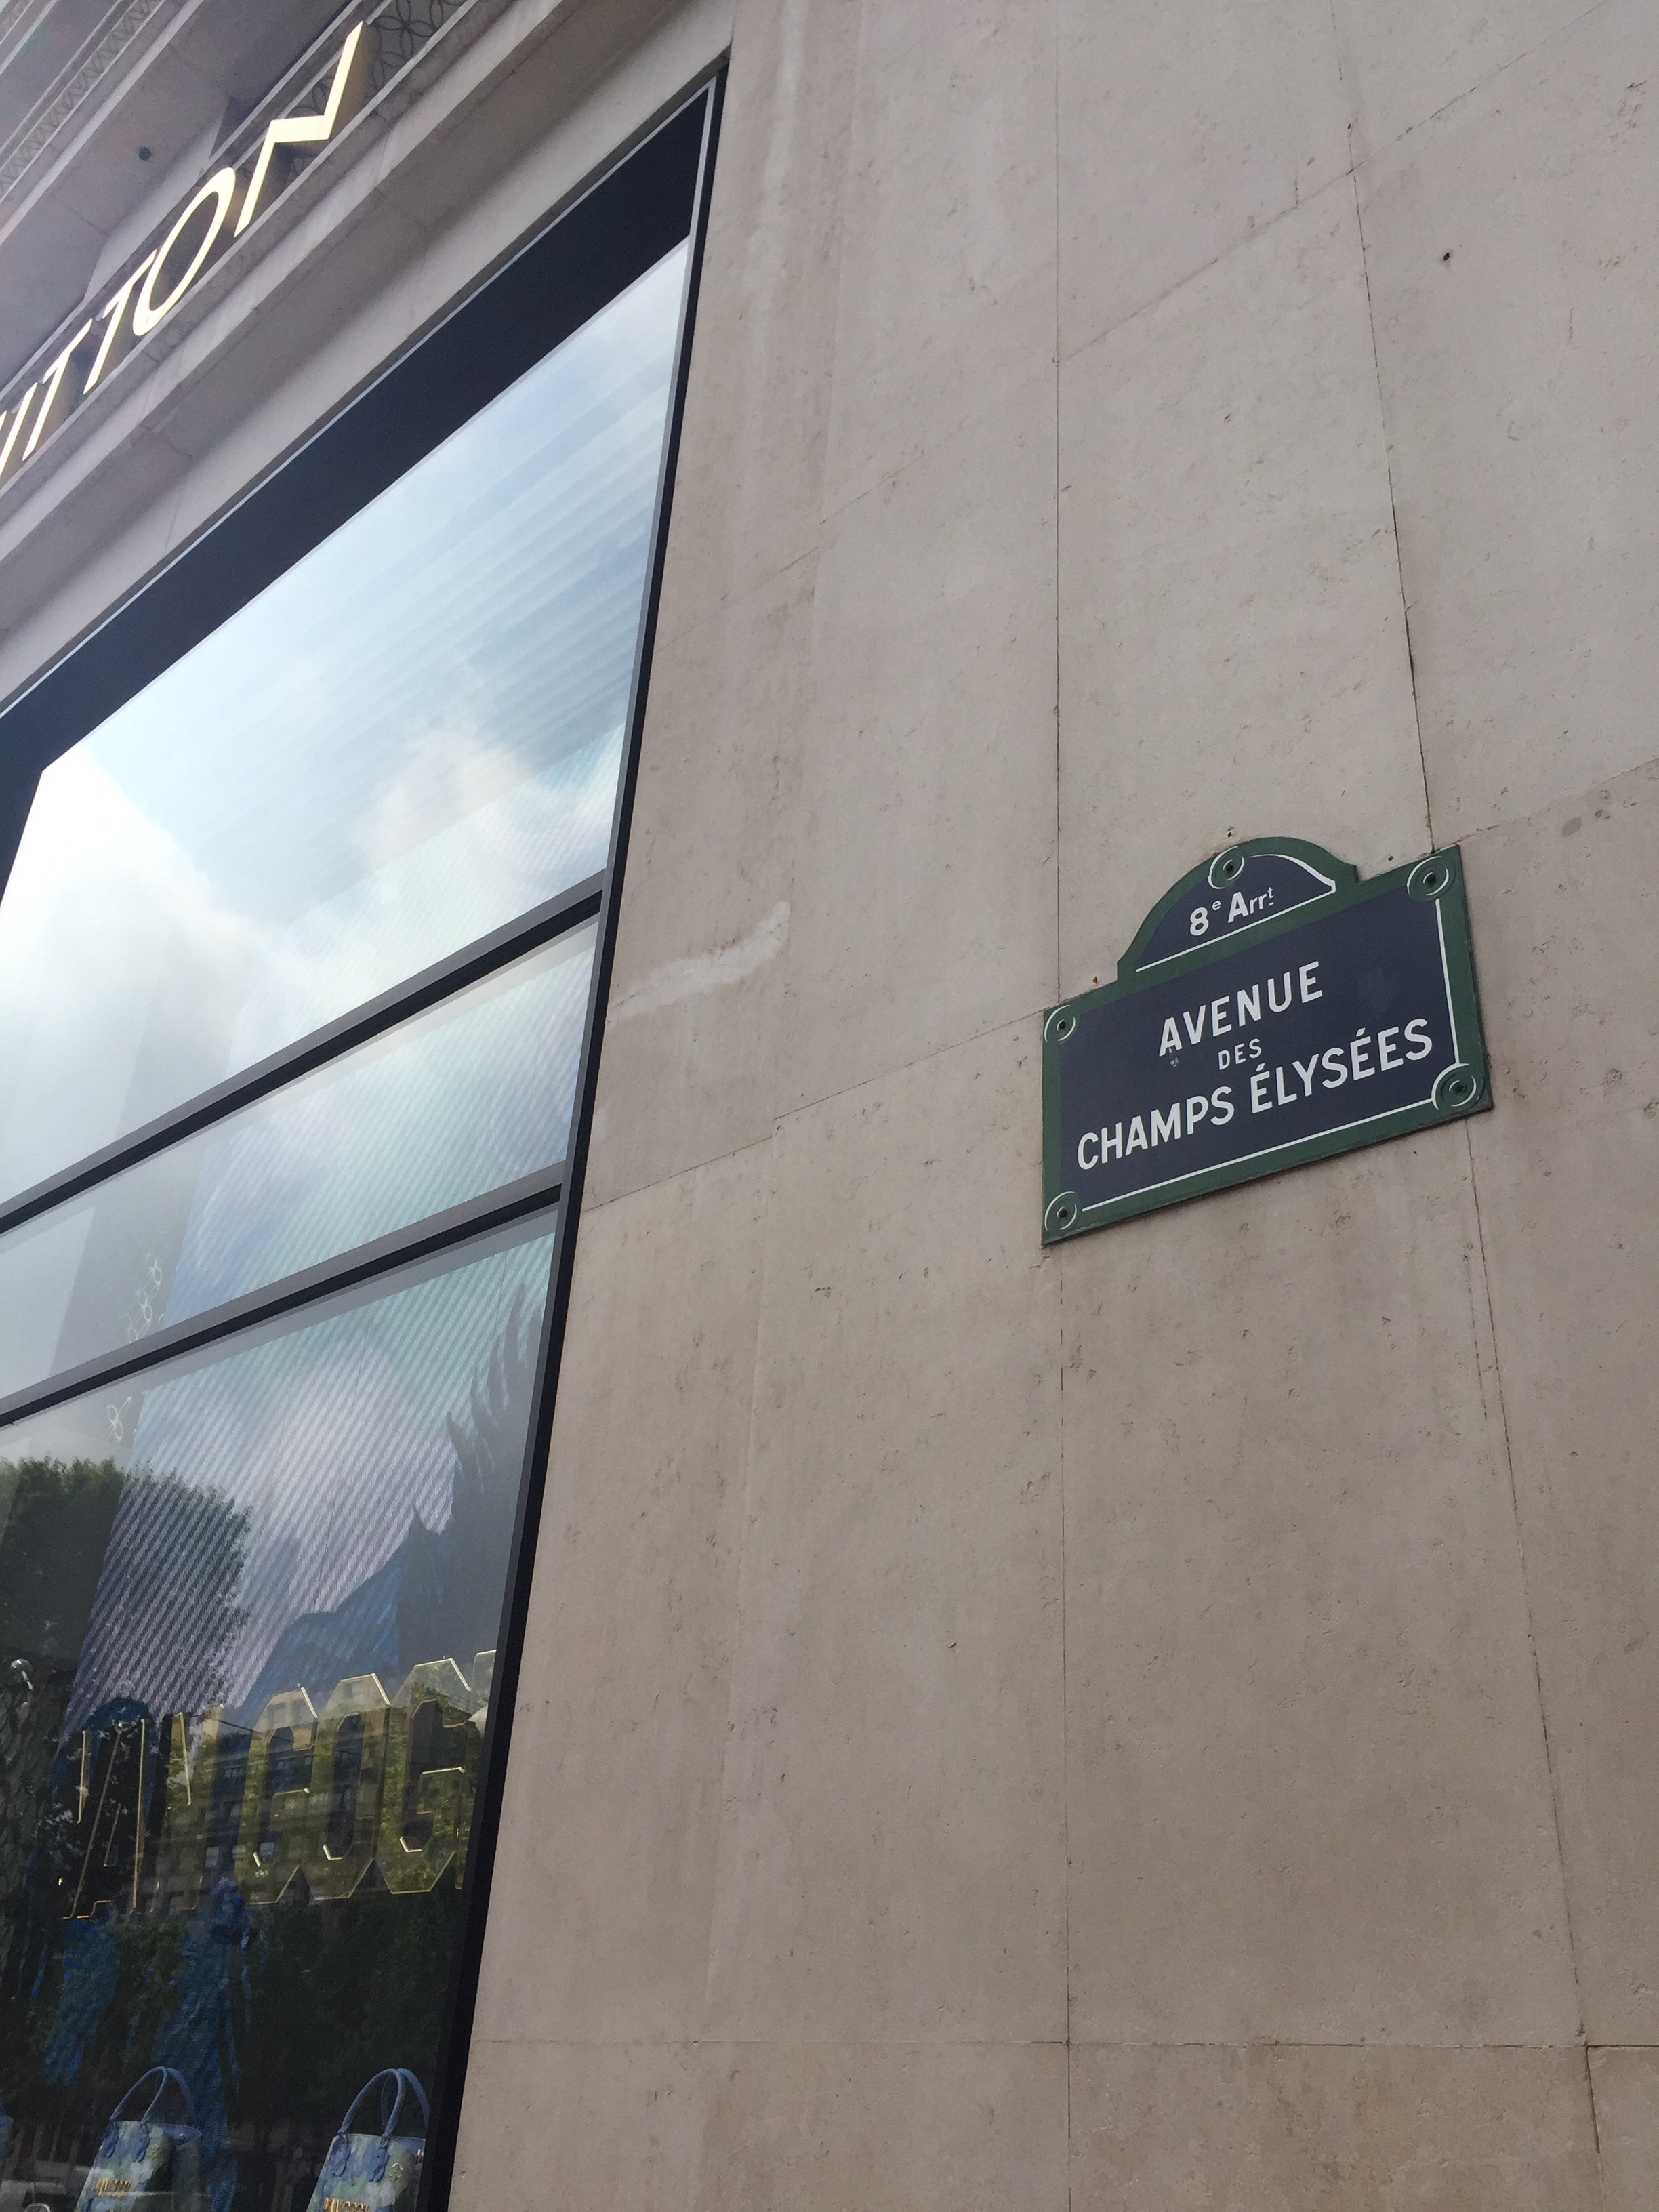 UITTON
8e Arrt
AVENUE
DES
CHAMPS ÉLYSÉES